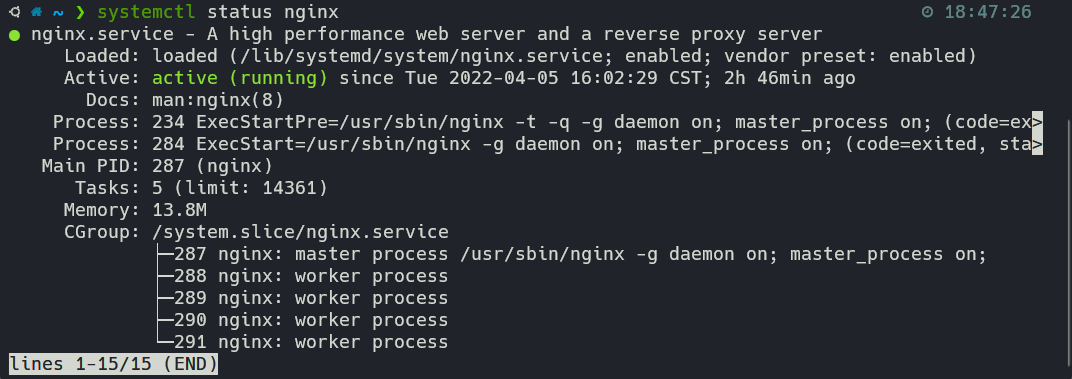 ~ ❯ systemctl status nginx 18:47:26
● nginx.service - A high performance web server and a reverse proxy server
Loaded: loaded (/lib/systemd/system/nginx.service; enabled; vendor preset: enabled)
Active: active (running) since Tue 2022-04-05 16:02:29 CST; 2h 46min ago
Docs: man:nginx(8)
Process: 234 ExecStartPre=/usr/sbin/nginx -t -q -g daemon on; master_process on; (code=ex>
Process: 284 ExecStart=/usr/sbin/nginx -g daemon on; master_process on; (code=exited, sta>
Main PID: 287 (nginx)
Tasks: 5 (limit: 14361)
Memory: 13.8M
CGroup: /system.slice/nginx.service
├─287 nginx: master process /usr/sbin/nginx -g daemon on; master_process on;
├─288 nginx: worker process
├─289 nginx: worker process
├─290 nginx: worker process
└─291 nginx: worker process
lines 1-15/15 (END)